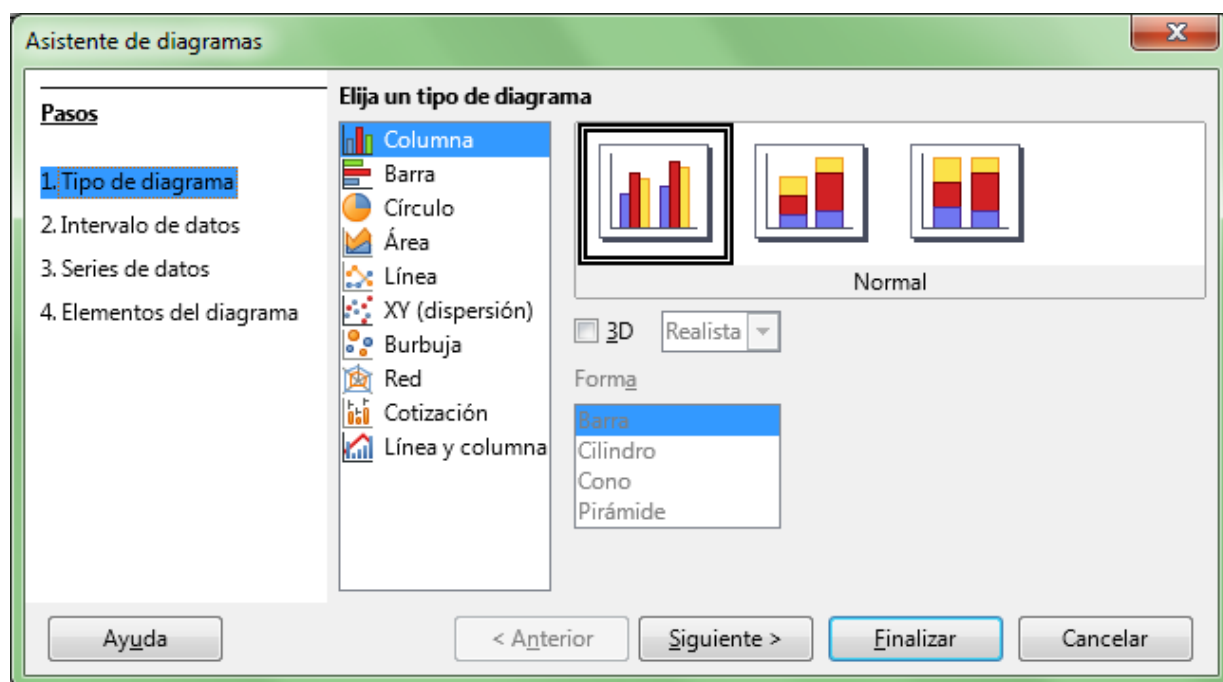 Asistente de diagramas
x
Pasos
1. Tipo de diagrama
2. Intervalo de datos
3. Series de datos
4. Elementos del diagrama
Elija un tipo de diagrama
Columna
Barra
Círculo
Área
Línea
XY (dispersión)
Burbuja
Red
Cotización
Línea y columna
Normal
3D
Realista
Forma
Barra
Cilindro
Cono
Pirámide
Ayuda
< Anterior
Siguiente >
Finalizar
Cancelar